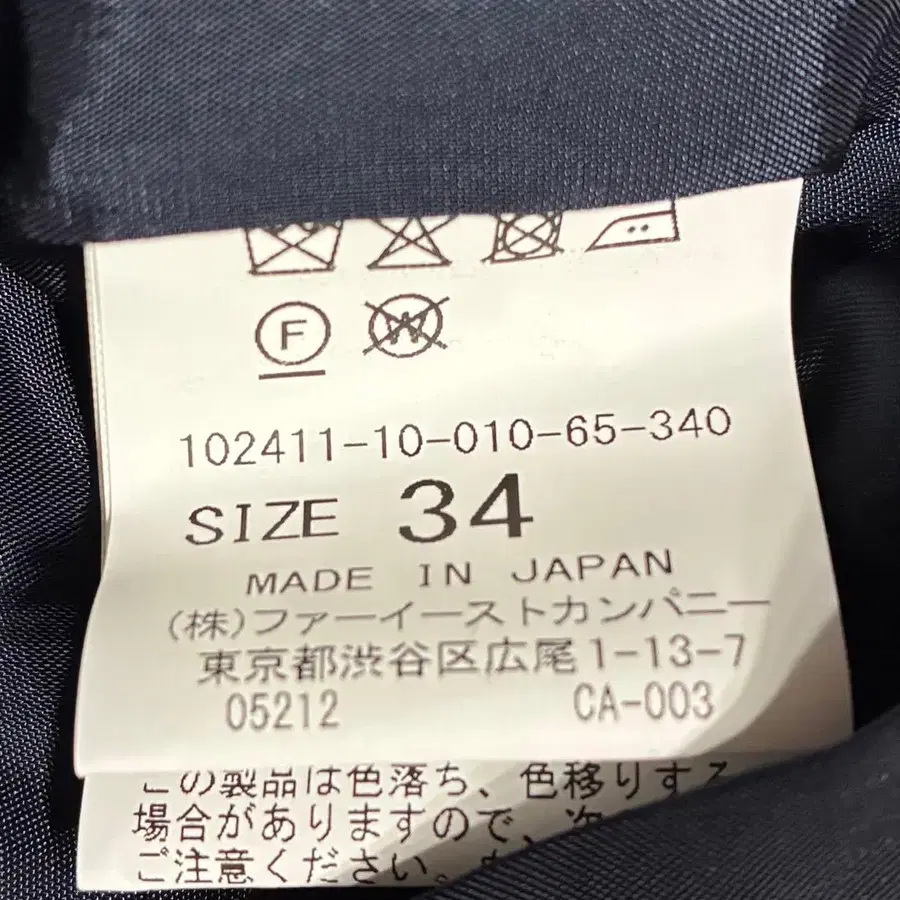 F
W
102411-10-010-65-340
SIZE 34
MADE IN JAPAN
(株)ファーイーストカンパニー
東京都渋谷区広尾1-13-7
05212 CA-003
この製品は色落ち、色移りする
場合がありますので、次
ご注意ください。